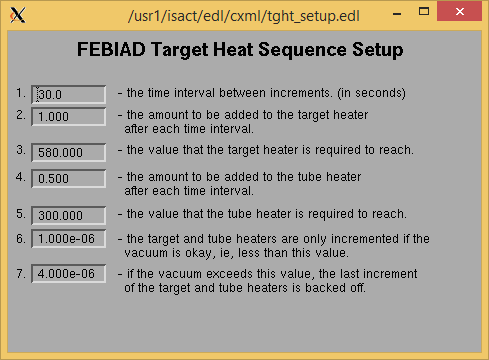 /usr1/isact/edl/cxml/tght_setup.edl
FEBIAD Target Heat Sequence Setup
1. 30.0 - the time interval between increments. (in seconds)
2. 1.000 - the amount to be added to the target heater
after each time interval.
3. 580.000 - the value that the target heater is required to reach.
4. 0.500 - the amount to be added to the tube heater
after each time interval.
5. 300.000 - the value that the tube heater is required to reach.
6. 1.000e-06 - the target and tube heaters are only incremented if the
vacuum is okay, ie, less than this value.
7. 4.000e-06 - if the vacuum exceeds this value, the last increment
of the target and tube heaters is backed off.